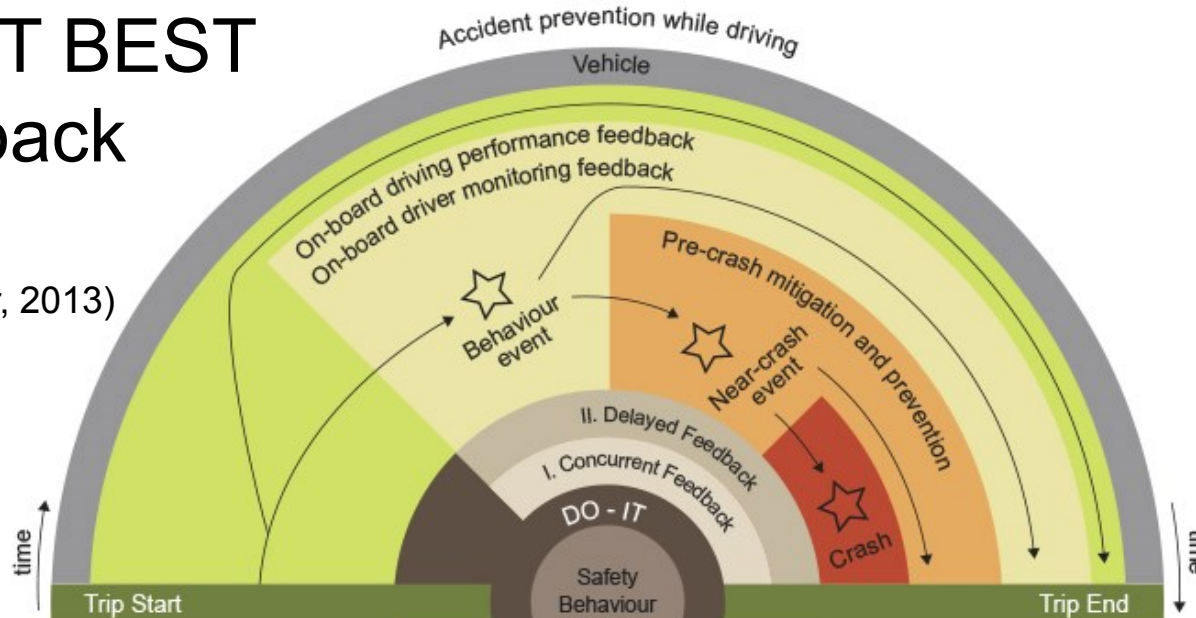 T BEST
back
, 2013)
Accident prevention while driving
Vehicle
On-board driving performance feedback
On-board driver monitoring feedback
Behaviour
event
Pre-crash mitigation and prevention
Near-crash
event
Crash
II. Delayed Feedback
I. Concurrent Feedback
DO - IT
Safety
Behaviour
time
Trip Start
Trip End